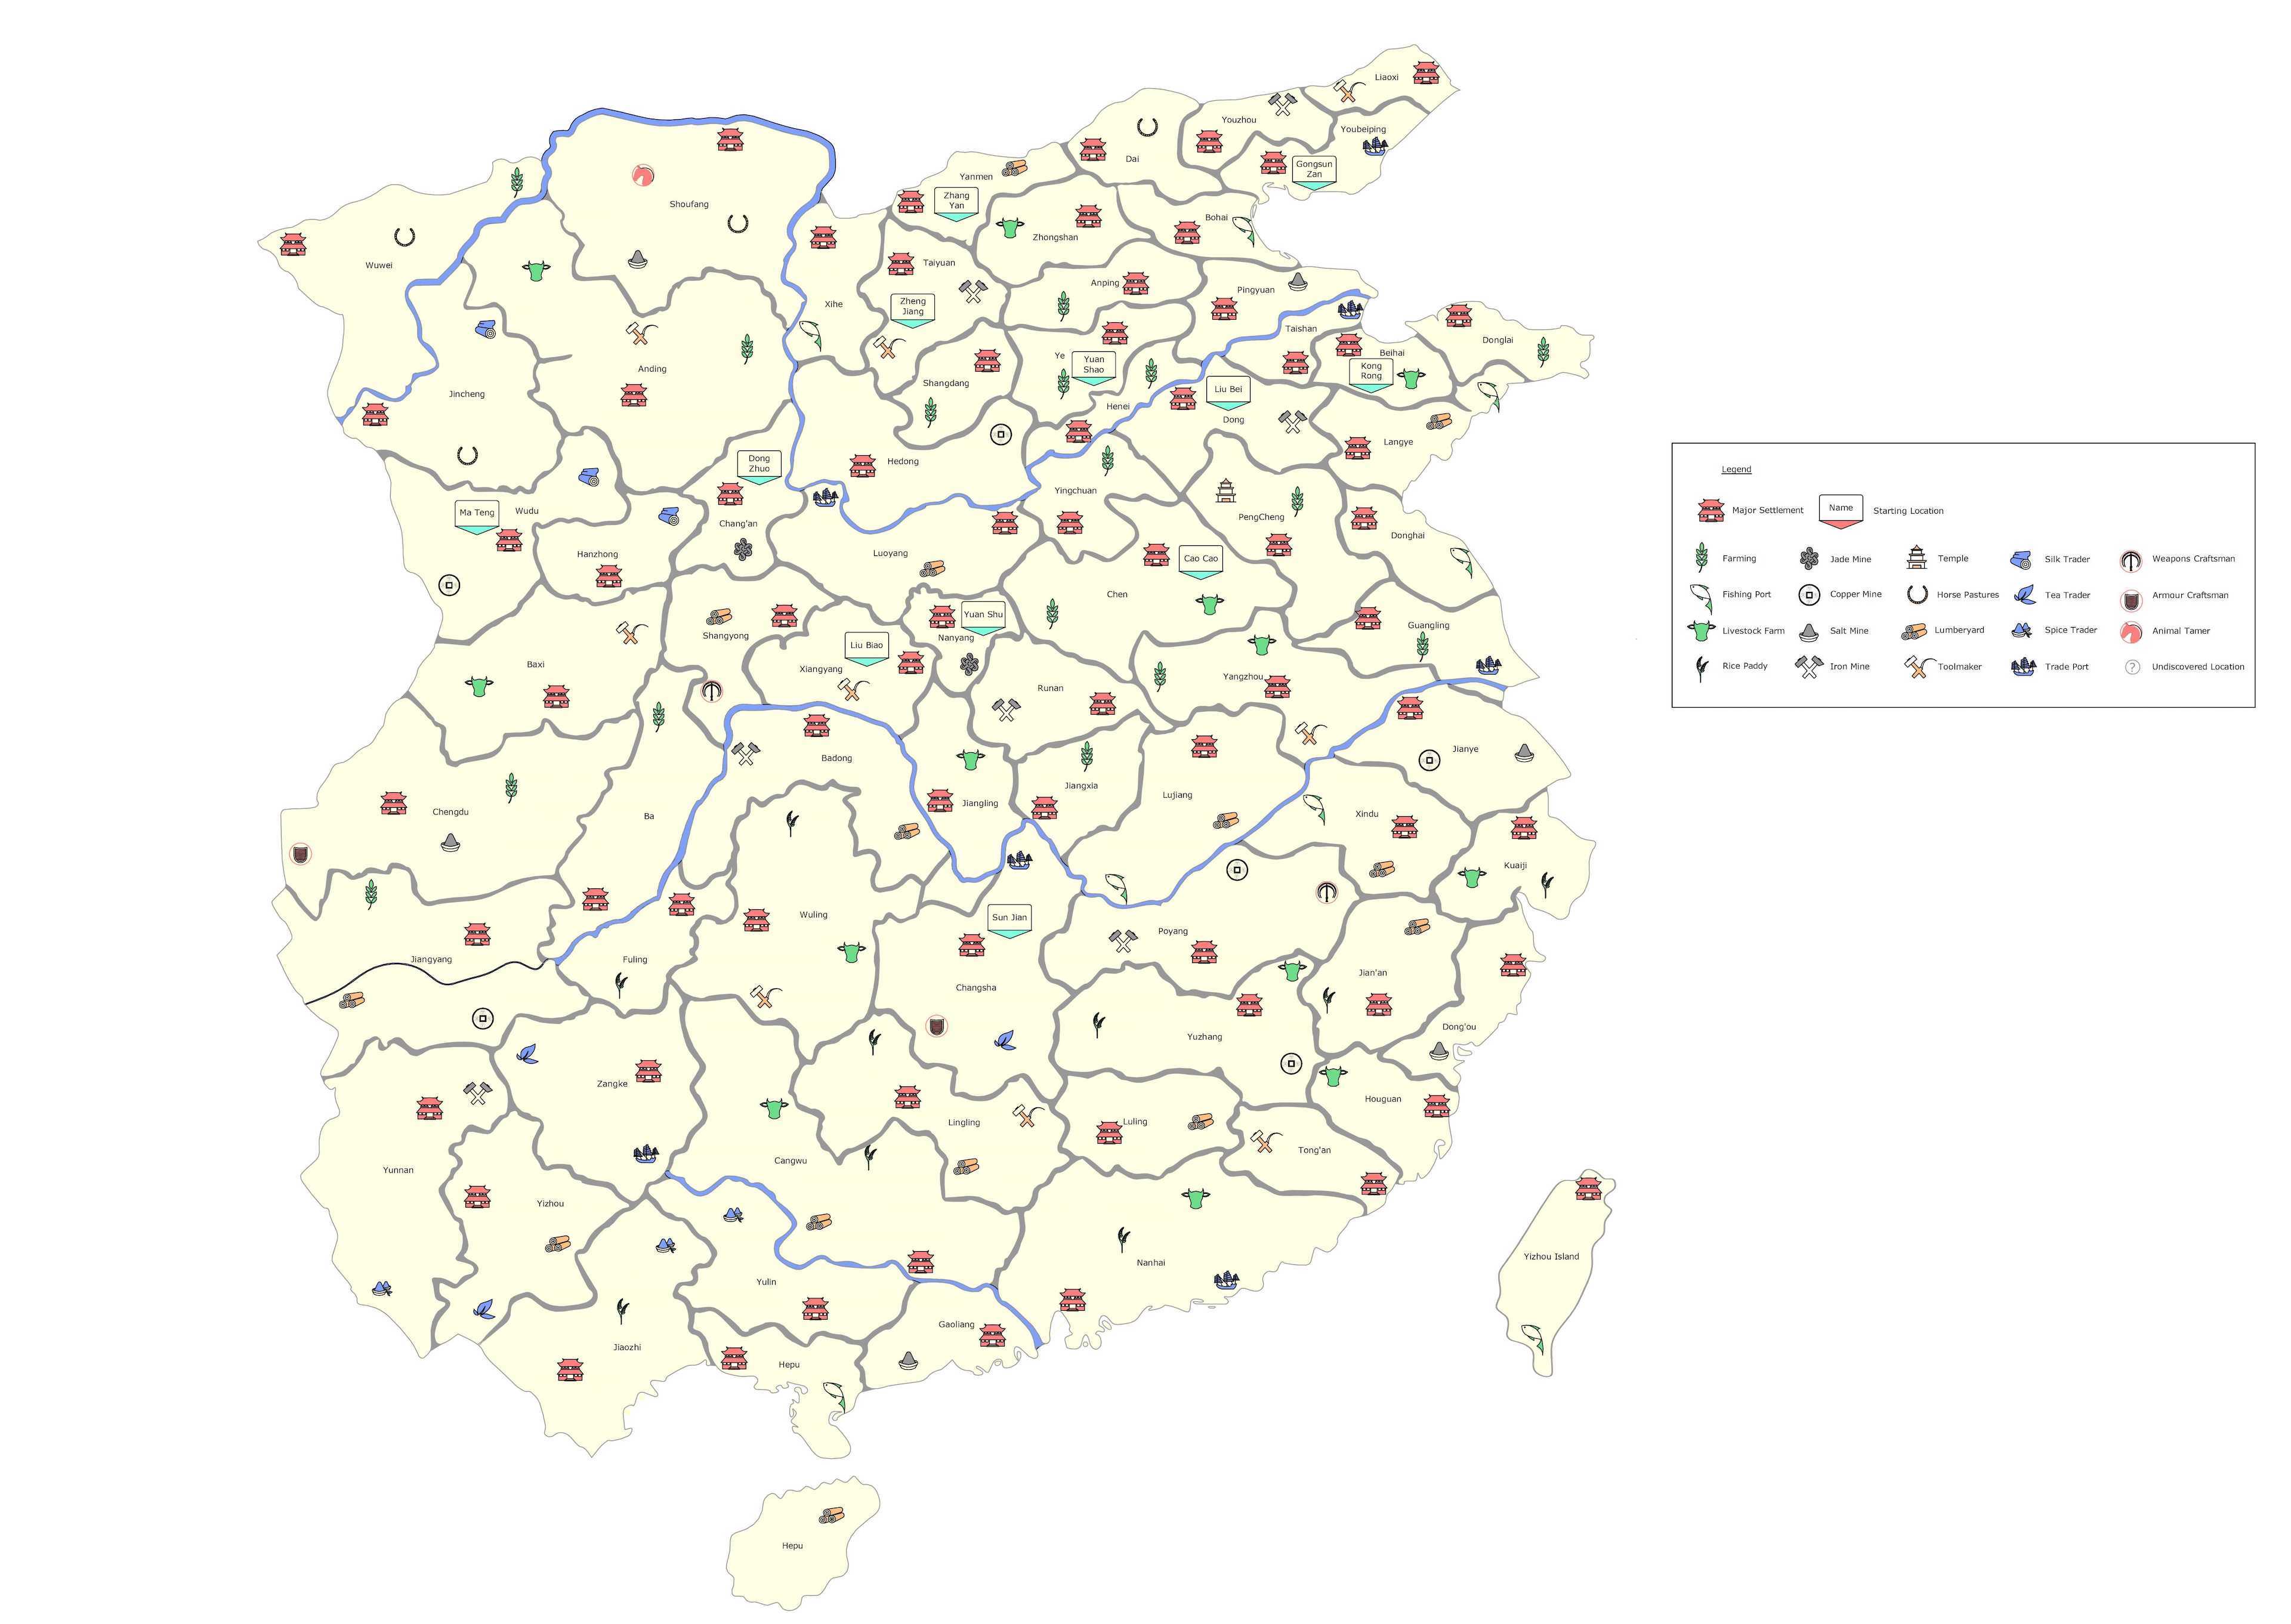 Liaoxi
Youzhou
Youbeiping
Dai
Gongsun
Zan
Yanmen
Zhang
Yan
Shoufang
Bohai
Zhongshan
Wuwei
Taiyuan
Anping
Pingyuan
Xihe
Zheng
Jiang
Taishan
Donglai
Beihai
Ye
Yuan
Shao
Kong
Rong
Anding
Shangdang
Jincheng
Liu Bei
Henei
Dong
Langye
Dong
Zhuo
Hedong
Yingchuan
Ma Teng
Wudu
Chang'an
PengCheng
Donghai
Hanzhong
Luoyang
Cao Cao
Chen
Yuan Shu
Nanyang
Guangling
Shangyong
Liu Biao
Xiangyang
Baxi
Yangzhou
Runan
Jianye
Badong
Jiangxia
Lujiang
Jiangling
Chengdu
Ba
Xindu
Kuaiji
Wuling
Sun Jian
Poyang
Jiangyang
Fuling
Jian'an
Changsha
Dong'ou
Yuzhang
Zangke
Houguan
Lingling
Luling
Tong'an
Cangwu
Yunnan
Yizhou
Yizhou Island
Nanhai
Yulin
Gaoliang
Jiaozhi
Hepu
Hepu
Legend
Major Settlement
Name
Starting Location
Farming
Jade Mine
Temple
Silk Trader
Weapons Craftsman
Fishing Port
Copper Mine
Horse Pastures
Tea Trader
Armour Craftsman
Livestock Farm
Salt Mine
Lumberyard
Spice Trader
Animal Tamer
Rice Paddy
Iron Mine
Toolmaker
Trade Port
?
Undiscovered Location